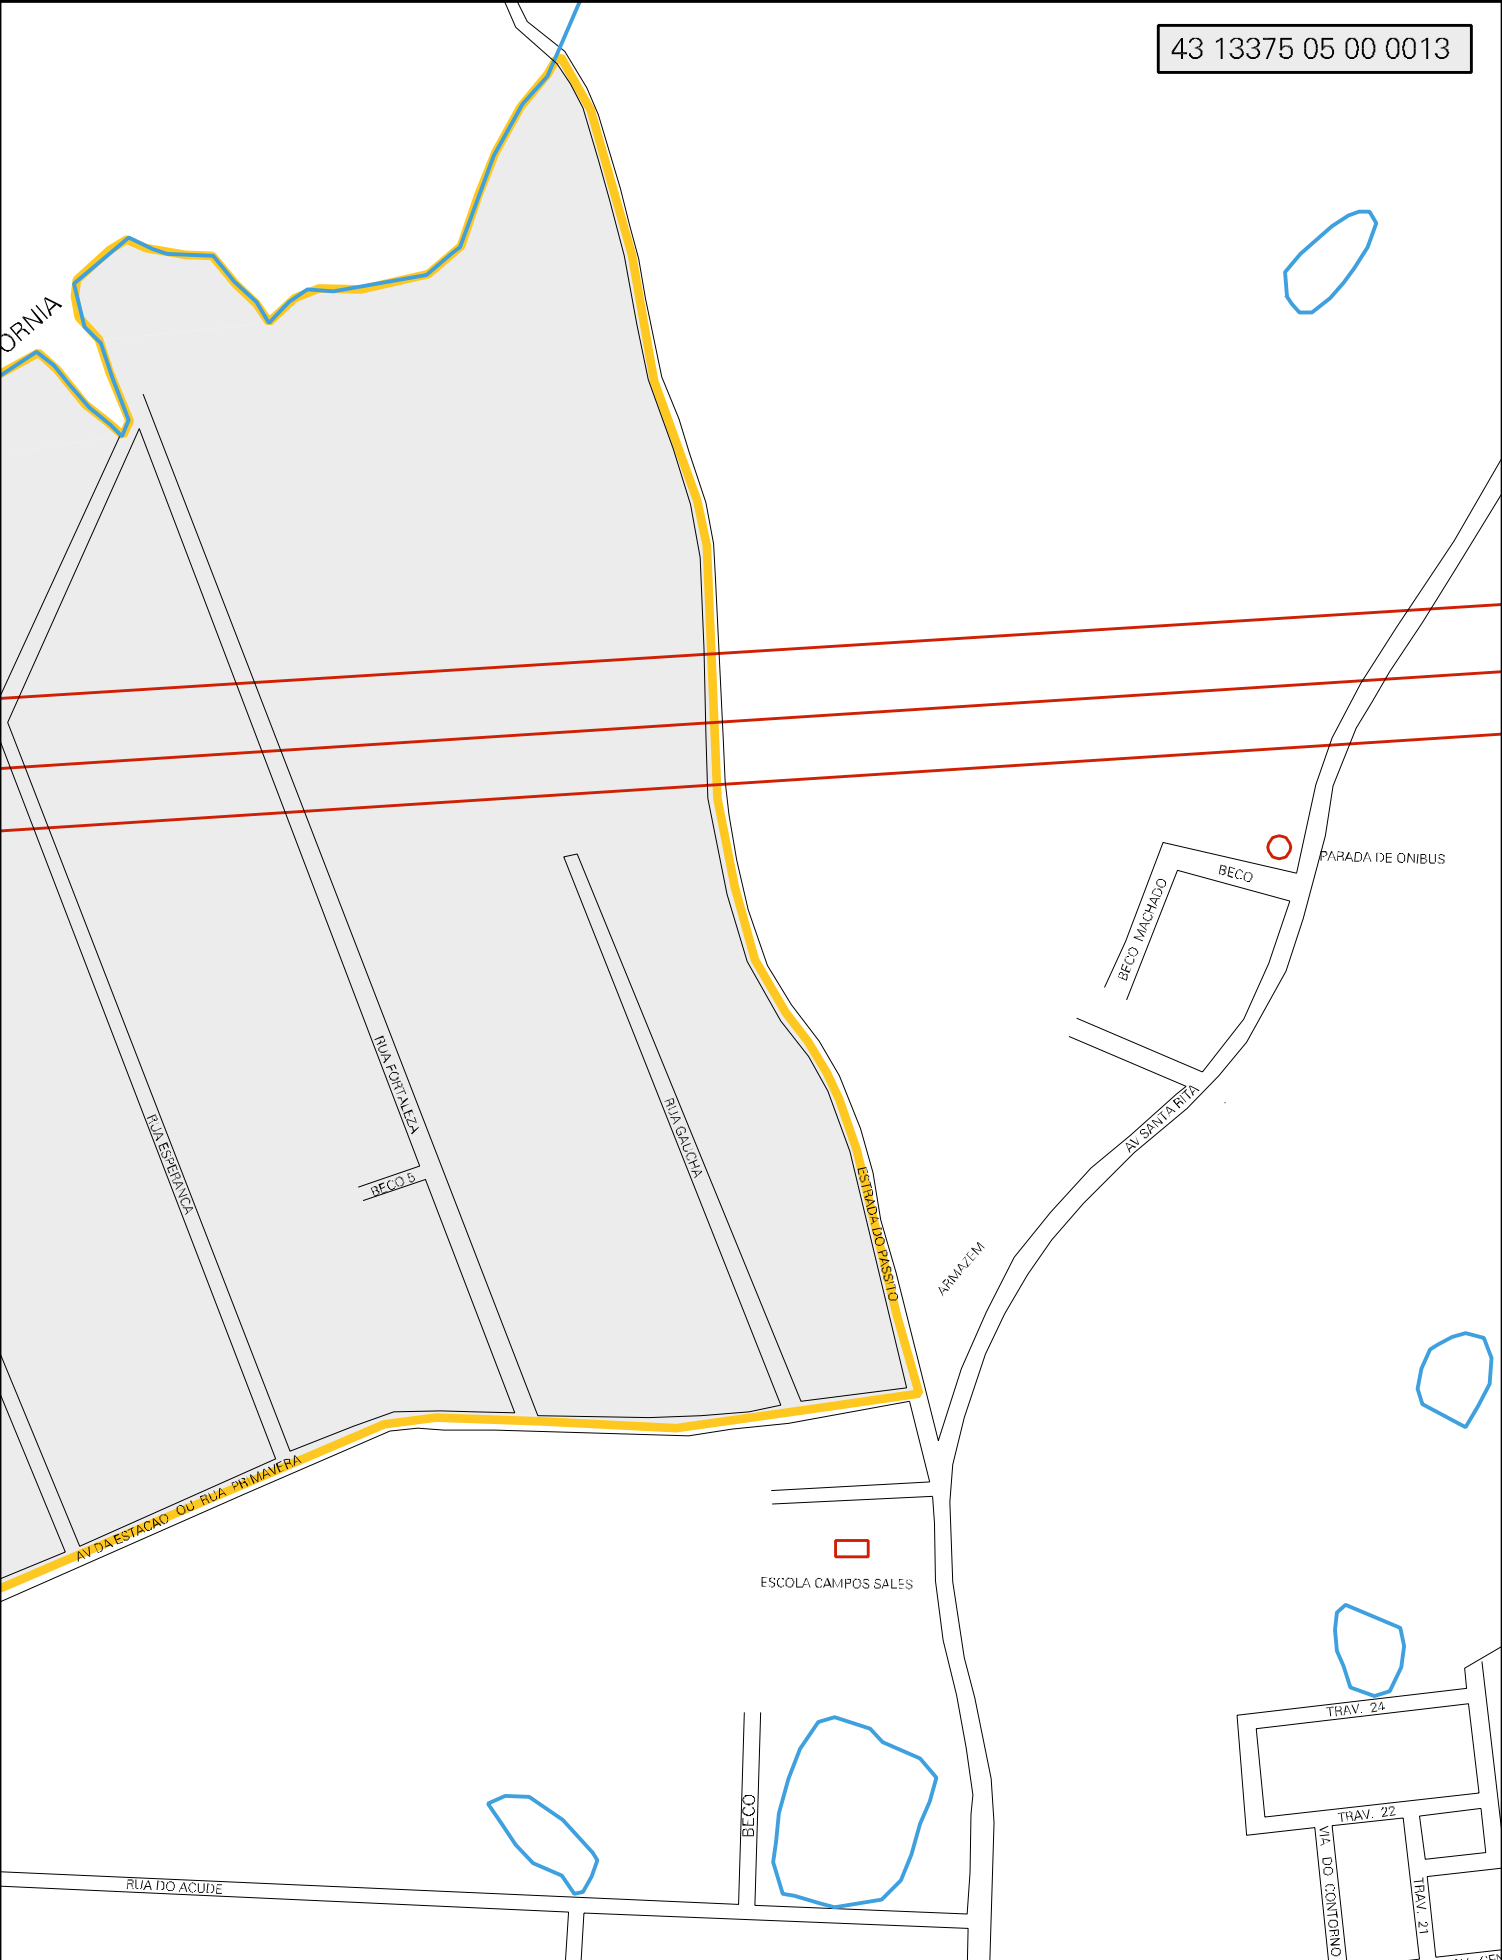 43 13375 05 00 0013
ORNIA
PARADA DE ONIBUS
BECO
BECO MACHADO
RUA FORTALEZA
AV SANTA RITA
RUA ESPERANCA
RUA GAUCHA
BECO 5
ESTRADA DO PASSITO
ARMAZEM
AV DA ESTACAO OU RUA PRIMAVERA
ESCOLA CAMPOS SALES
TRAV. 24
BECO
TRAV. 22
VIA DO CONTORNO
RUA DO ACUDE
TRAV. 21